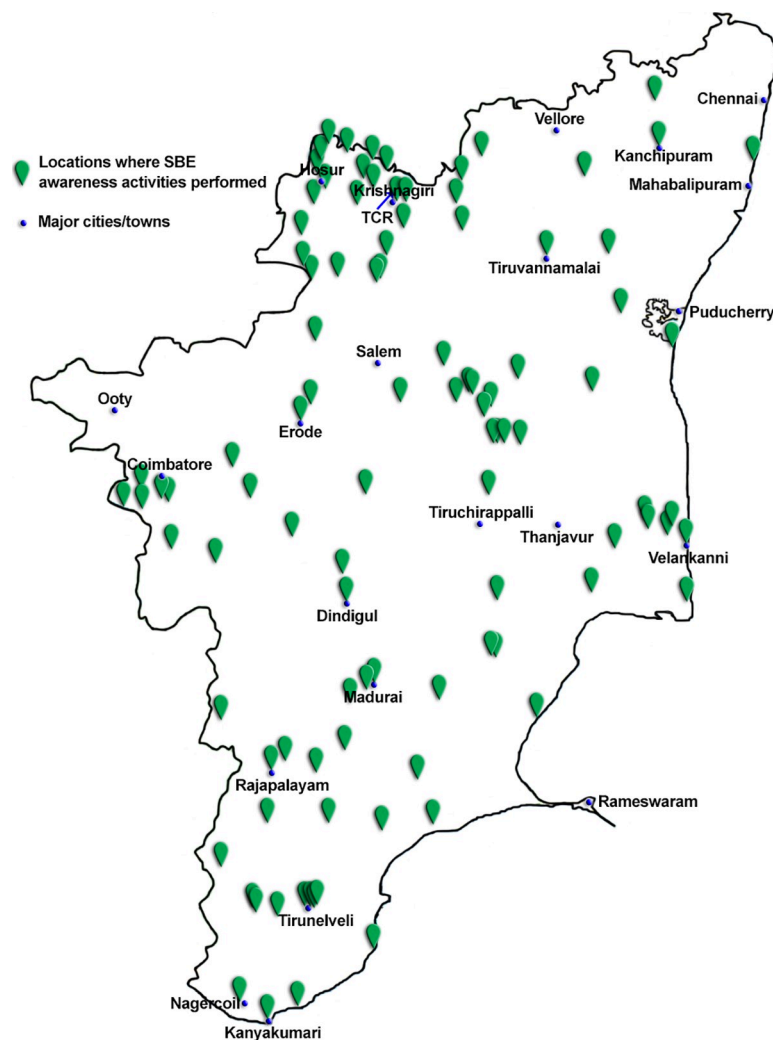 Chennai
Vellore
Locations where SBE
awareness activities performed
Kanchipuram
Hosur
Mahabalipuram
Krishnagiri
TCR
Major cities/towns
Tiruvannamalai
Puducherry
Salem
Ooty
Erode
Coimbatore
Tiruchirappalli
Thanjavur
Velankanni
Dindigul
Madurai
Rajapalayam
Rameswaram
Tirunelveli
Nagercoil
Kanyakumari